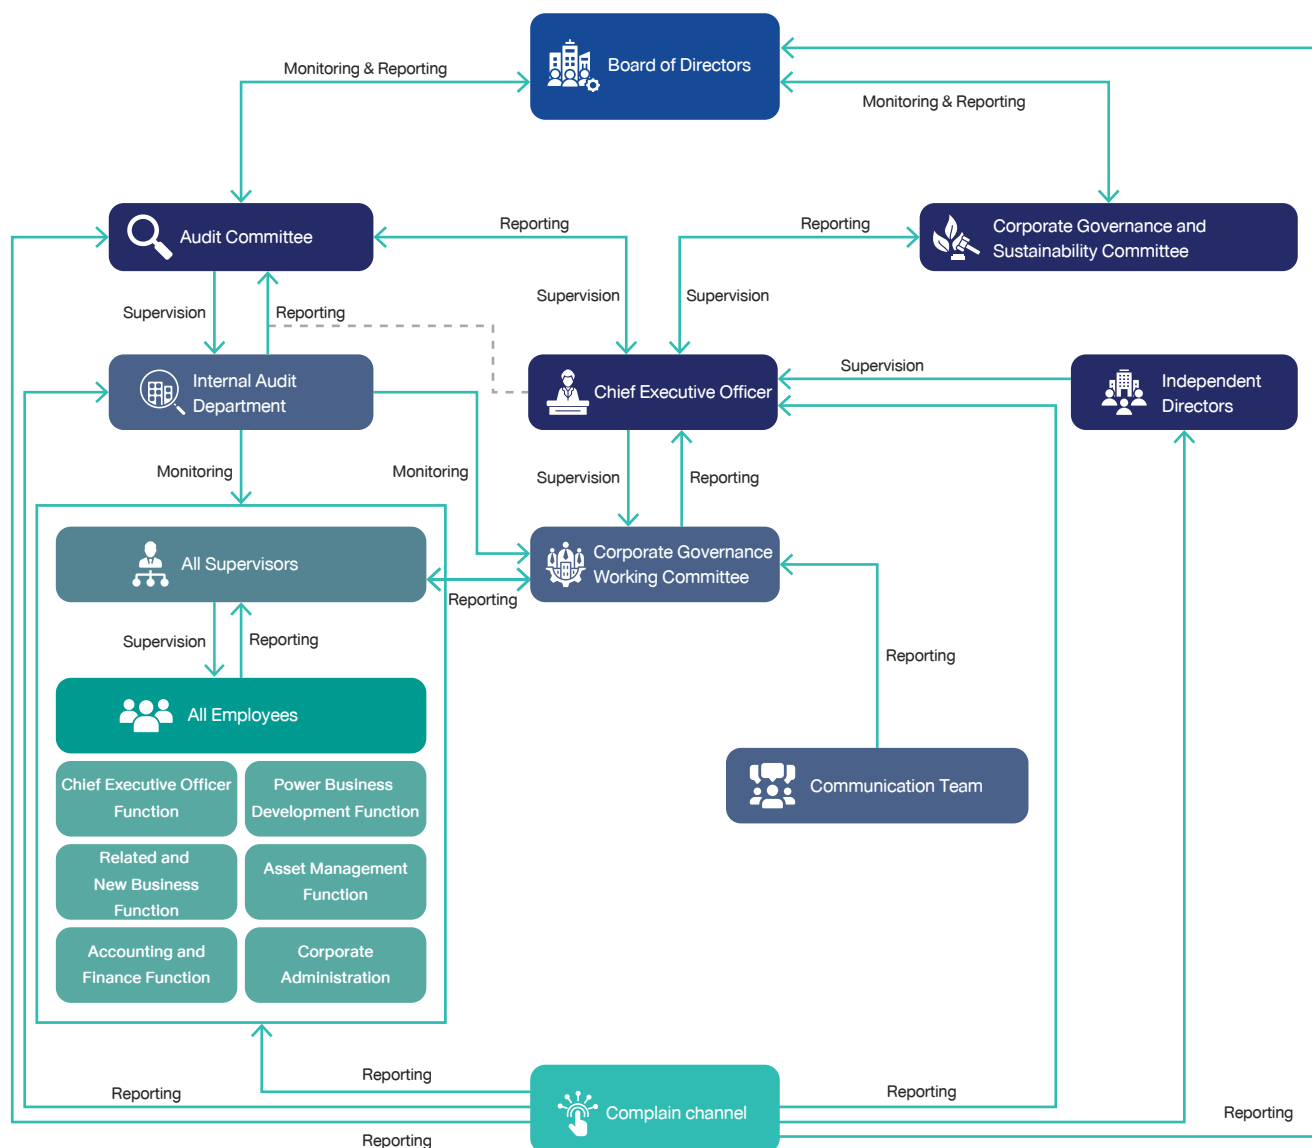 Board of Directors
Monitoring & Reporting
Monitoring & Reporting
Audit Committee
Reporting
Reporting
Corporate Governance and
Sustainability Committee
Supervision
Reporting
Supervision
Supervision
Internal Audit
Department
Chief Executive Officer
Supervision
Independent
Directors
Monitoring
Monitoring
Supervision
Reporting
All Supervisors
Reporting
Corporate Governance
Working Committee
Supervision
Reporting
Reporting
All Employees
Chief Executive Officer
Function
Power Business
Development Function
Communication Team
Related and
New Business
Function
Asset Management
Function
Accounting and
Finance Function
Corporate
Administration
Reporting
Reporting
Reporting
Complain channel
Reporting
Reporting